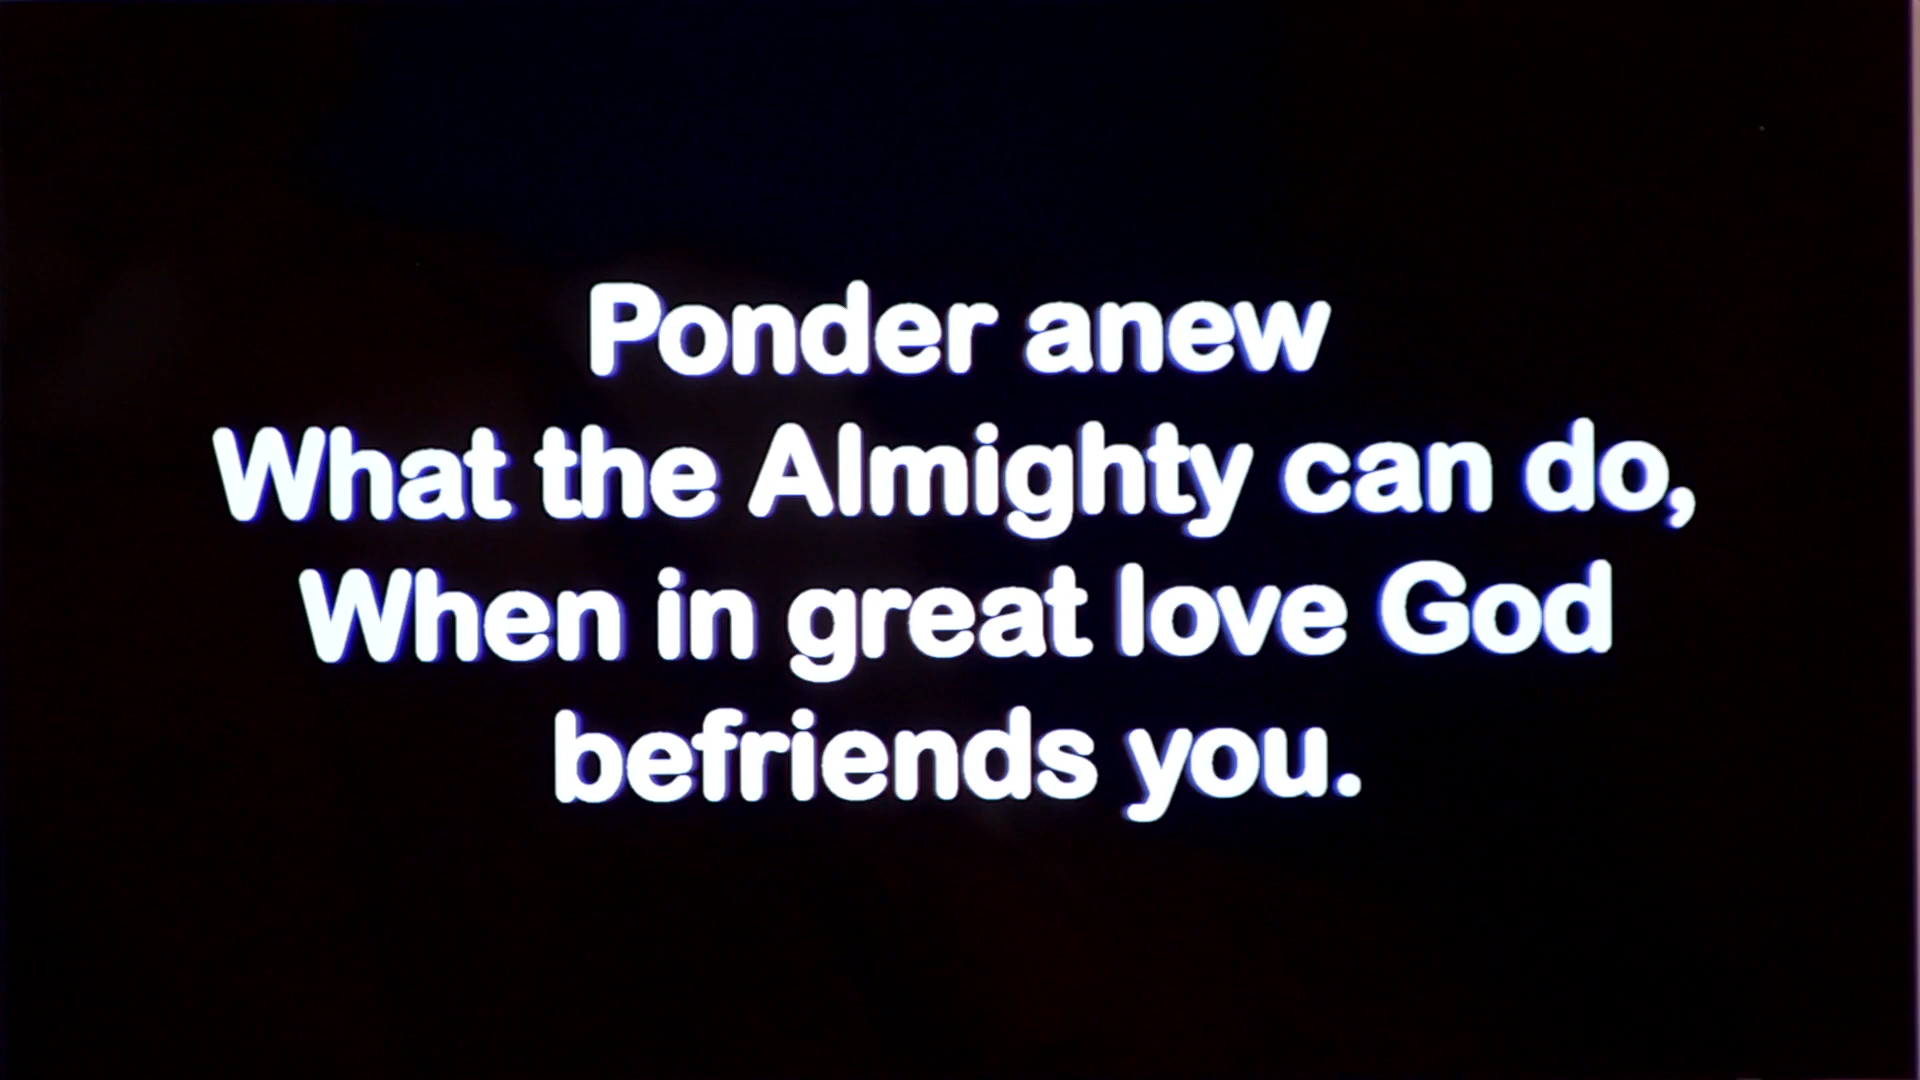 Ponder anew
What the Almighty can do,
When in great love God
befriends you.